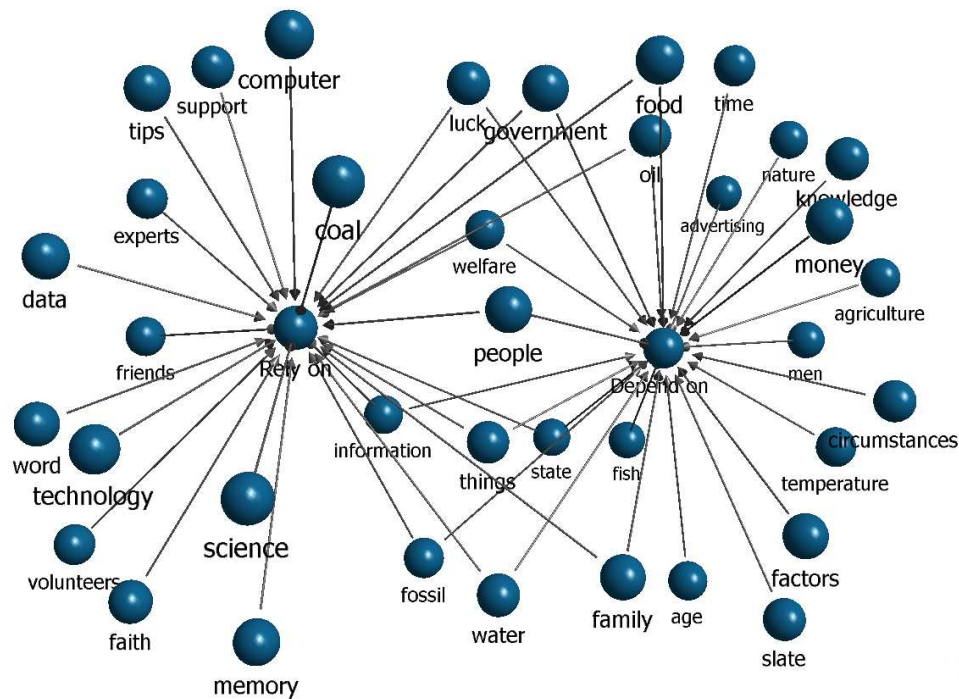 computer
support
tips
luck
government
food
time
oil
nature
knowledge
coal
advertising
experts
welfare
money
data
agriculture
people
friends
Rely on
Depend on
men
word
information
circumstances
technology
things
state
fish
temperature
science
volunteers
fossil
factors
faith
water
family
age
slate
memory